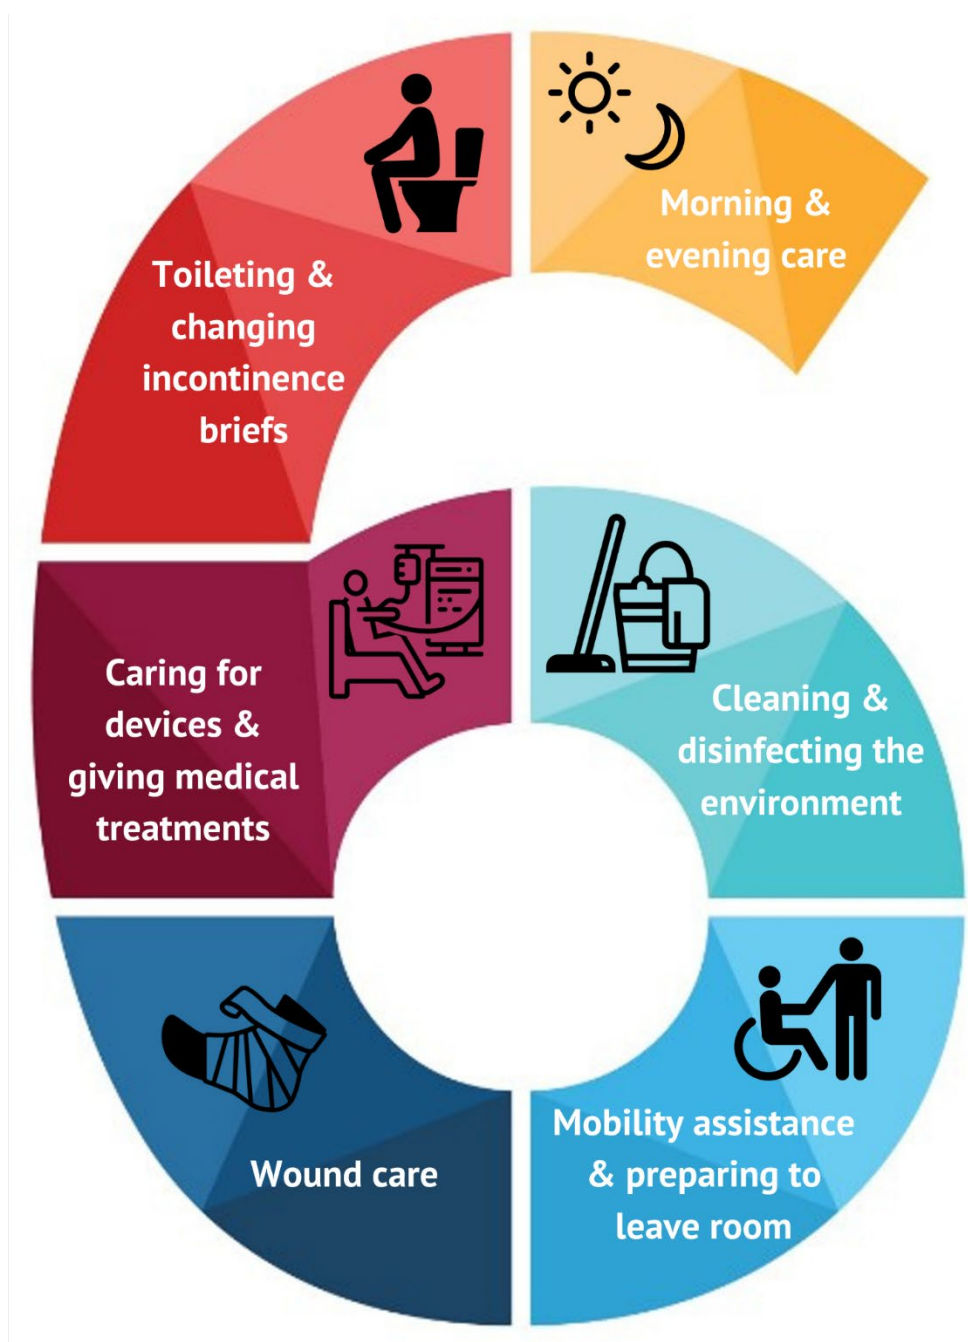 Morning &
evening care
Toileting &
changing
incontinence
briefs
Caring for
devices &
giving medical
treatments
Cleaning &
disinfecting the
environment
Wound care
Mobility assistance
& preparing to
leave room